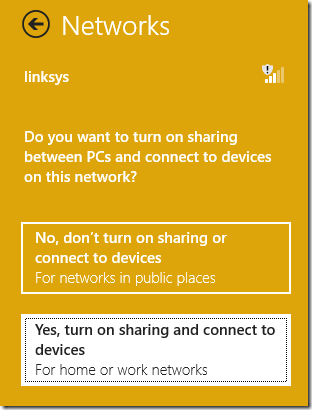 Networks
linksys
Do you want to turn on sharing
between PCs and connect to devices
on this network?
No, don't turn on sharing or
connect to devices
For networks in public places
Yes, turn on sharing and connect to
devices
For home or work networks